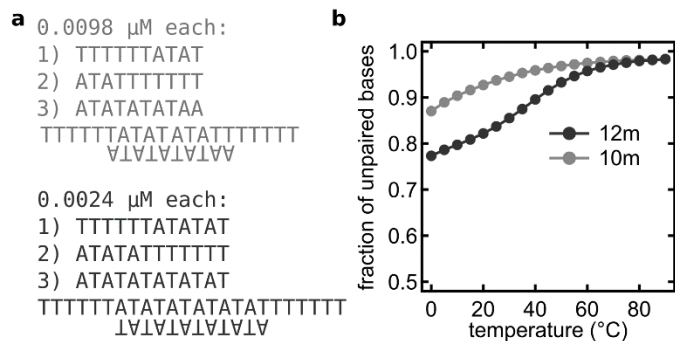 a
0.0098 µM each:
1) TTTTTTATAT
2) ATATTTTTTT
3) ATATATATAA
TTTTTTATATATATTTTTTT
ATATATATAA
0.0024 µM each:
1) TTTTTTATATAT
2) ATATATTTTTTT
3) ATATATATATAT
TTTTTTATATATATATATTTTTTT
TATATATATATA
b
fraction of unpaired bases
1.0
0.9
0.8
0.7
0.6
0.5
12m
10m
0 20 40 60 80
temperature (°C)